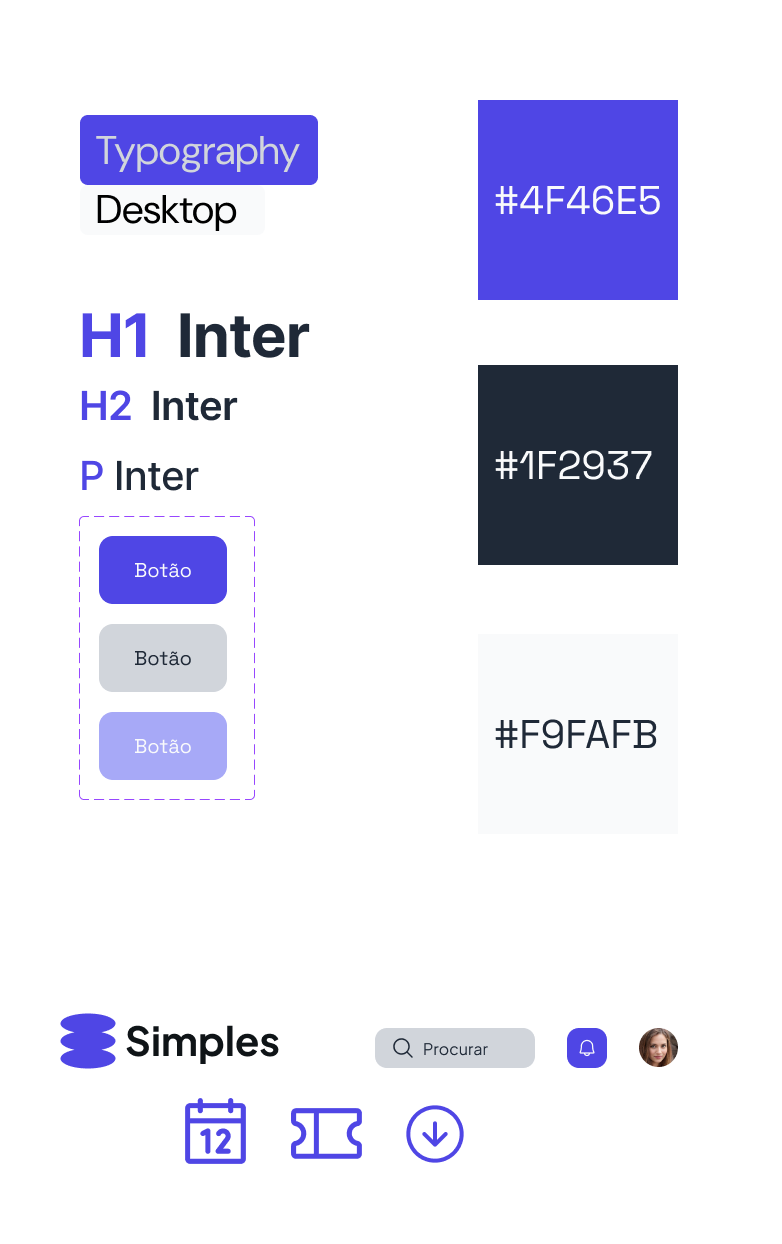 Typography
Desktop
#4F46E5
H1 Inter
H2 Inter
P Inter
#1F2937
Botão
Botão
Botão
#F9FAFB
Simples
Procurar
12